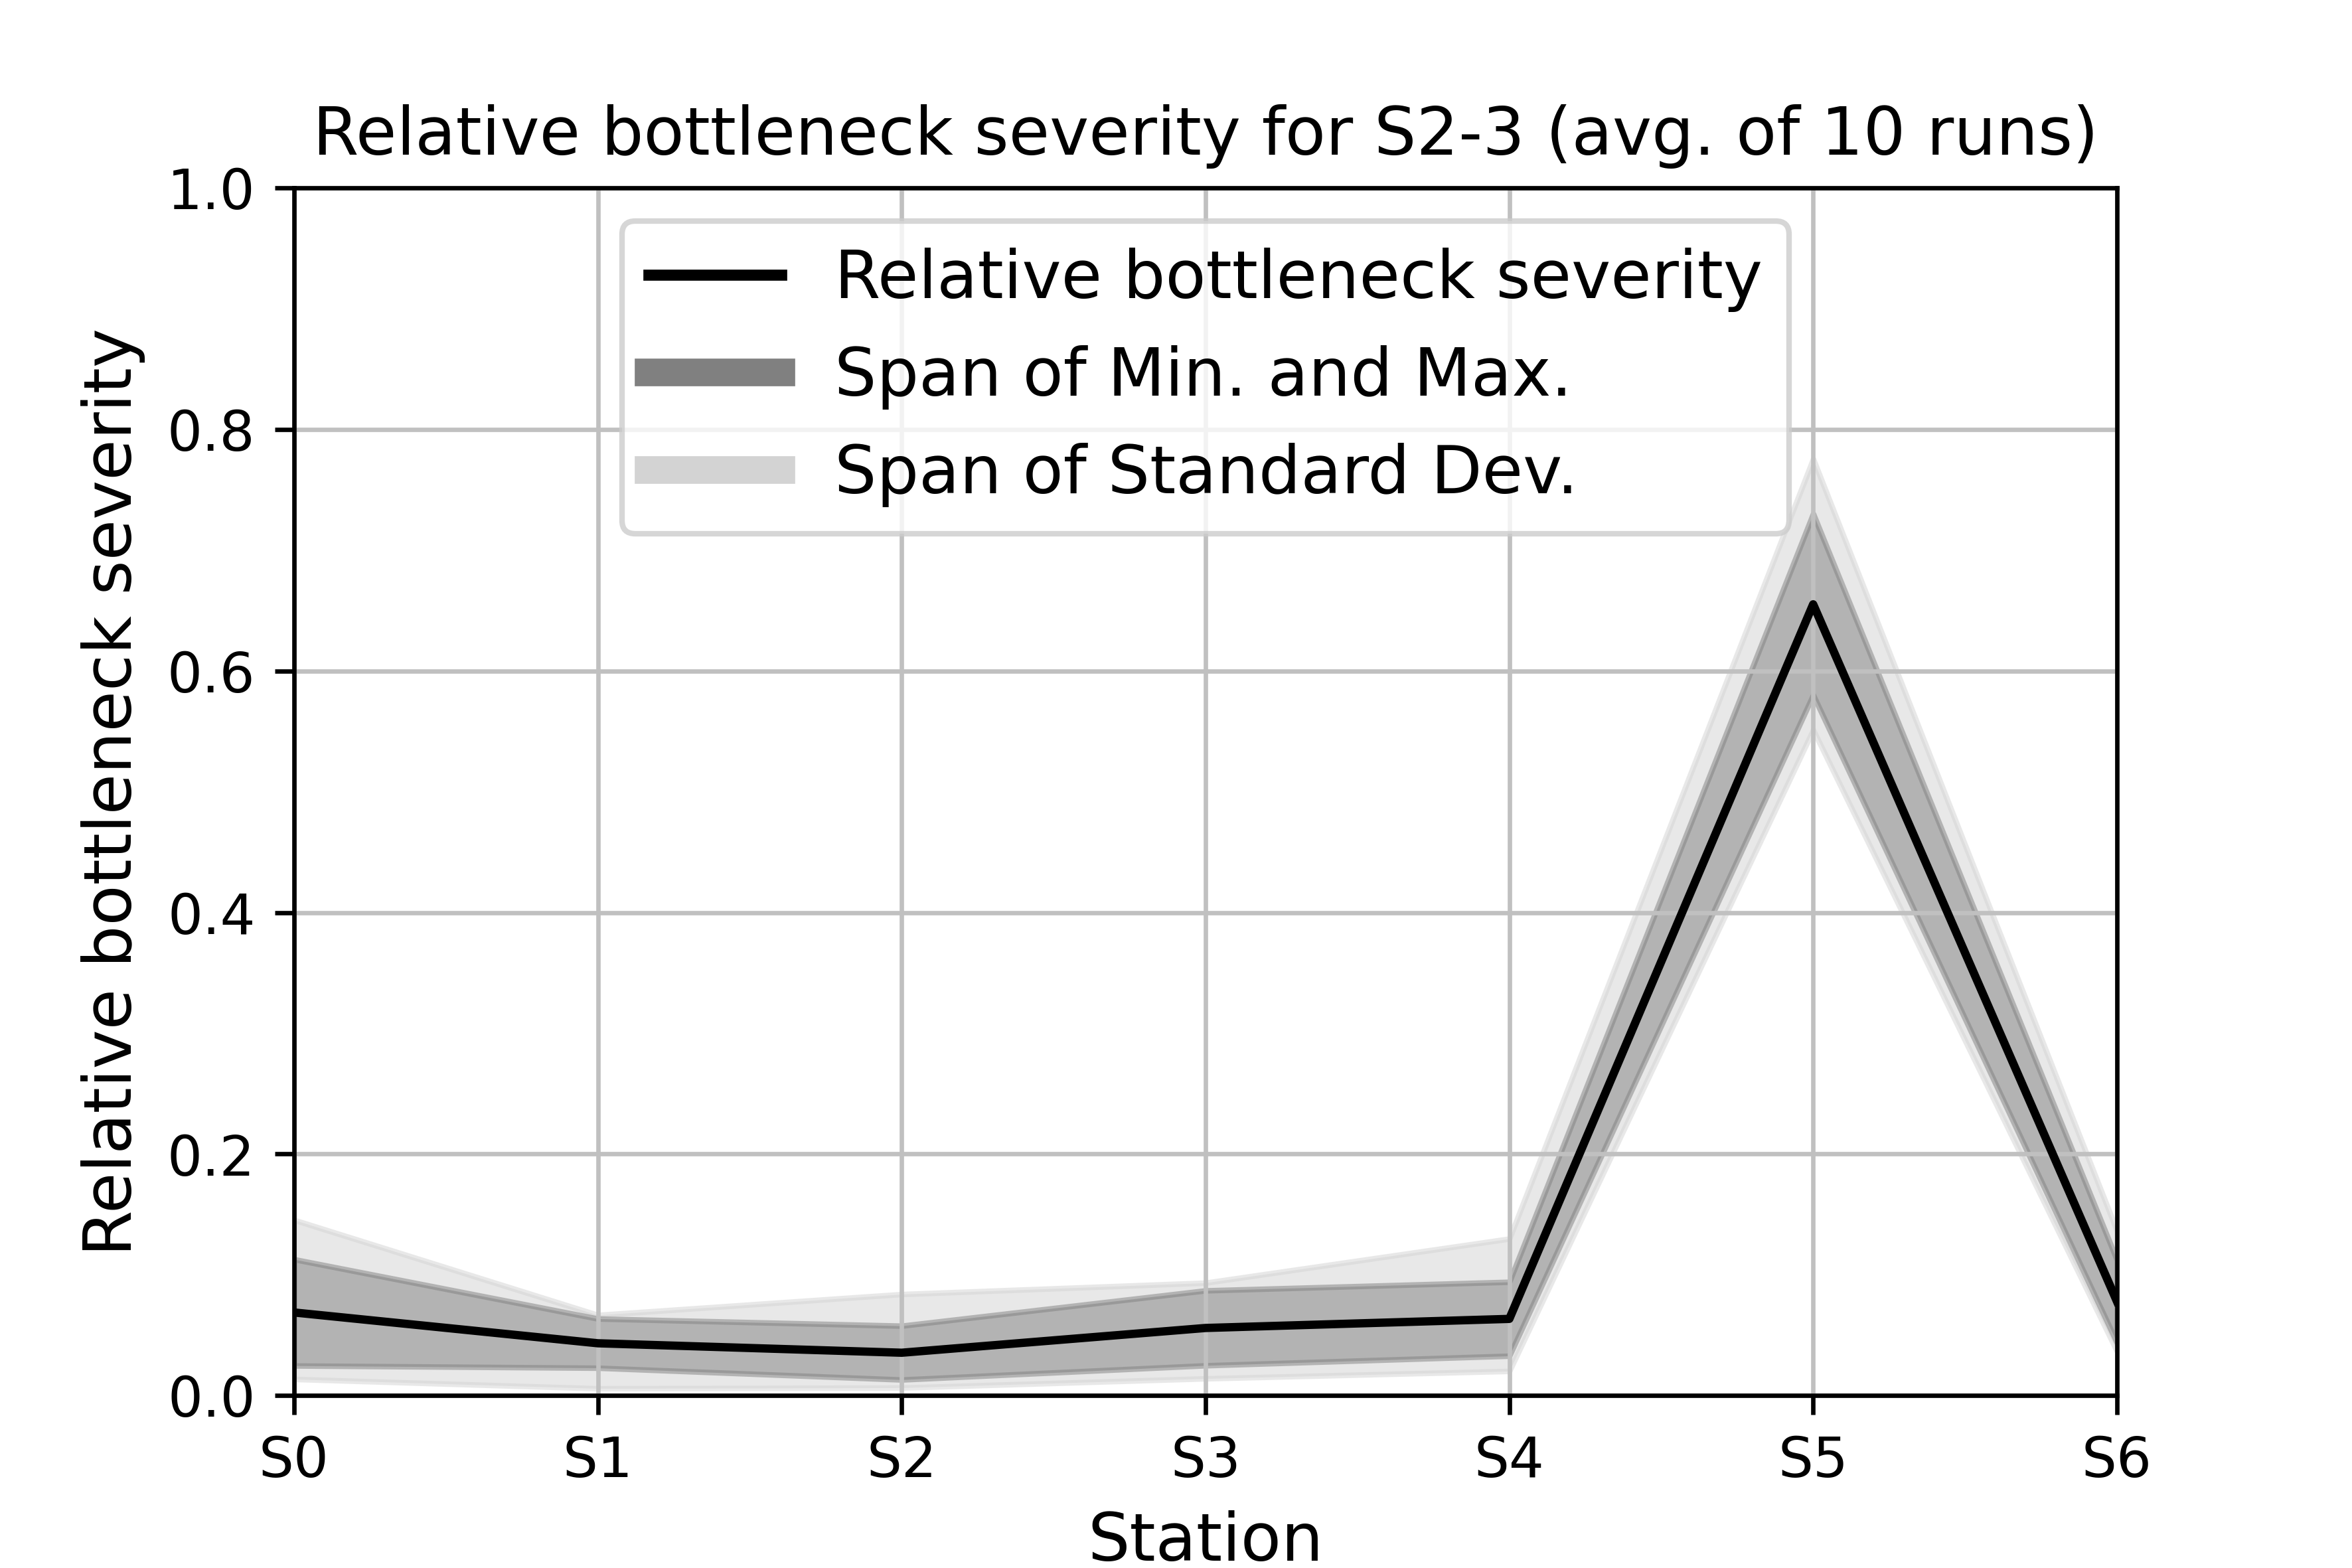 Relative bottleneck severity for S2-3 (avg. of 10 runs)
Relative bottleneck severity
1.0
0.8
0.6
0.4
0.2
0.0
Relative bottleneck severity
Span of Min. and Max.
Span of Standard Dev.
S0 S1 S2 S3 S4 S5 S6
Station